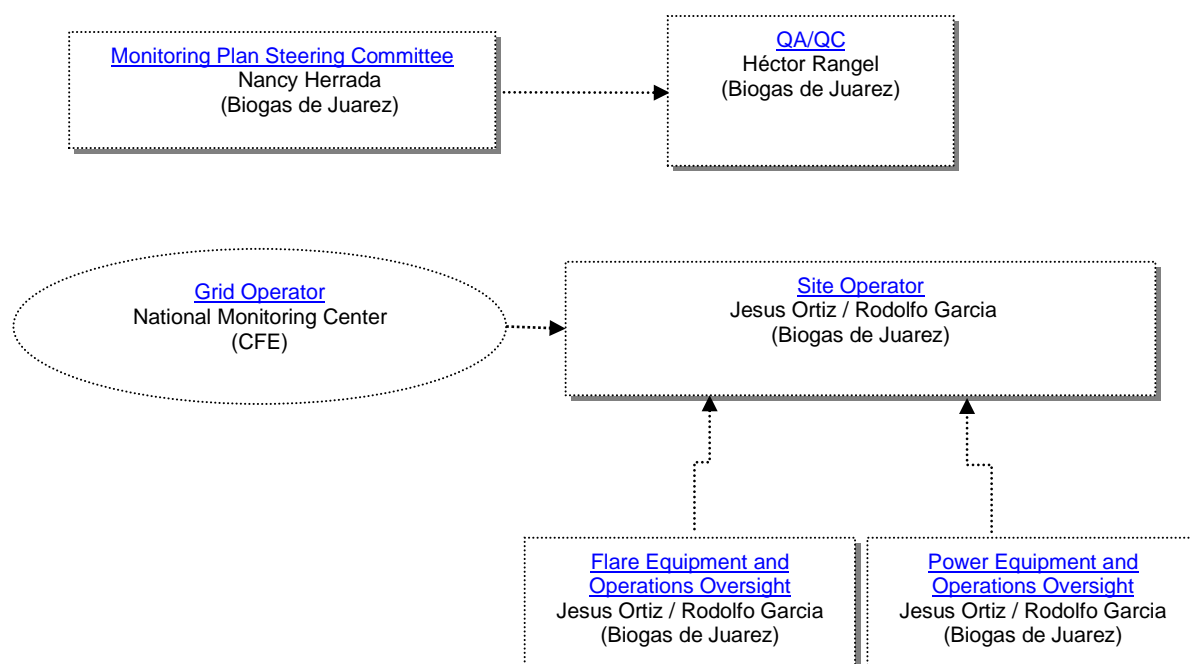 Monitoring Plan Steering Committee
Nancy Herrada
(Biogas de Juarez)
QA/QC
Héctor Rangel
(Biogas de Juarez)
Grid Operator
National Monitoring Center
(CFE)
Site Operator
Jesus Ortiz / Rodolfo Garcia
(Biogas de Juarez)
Flare Equipment and
Operations Oversight
Jesus Ortiz / Rodolfo Garcia
(Biogas de Juarez)
Power Equipment and
Operations Oversight
Jesus Ortiz / Rodolfo Garcia
(Biogas de Juarez)